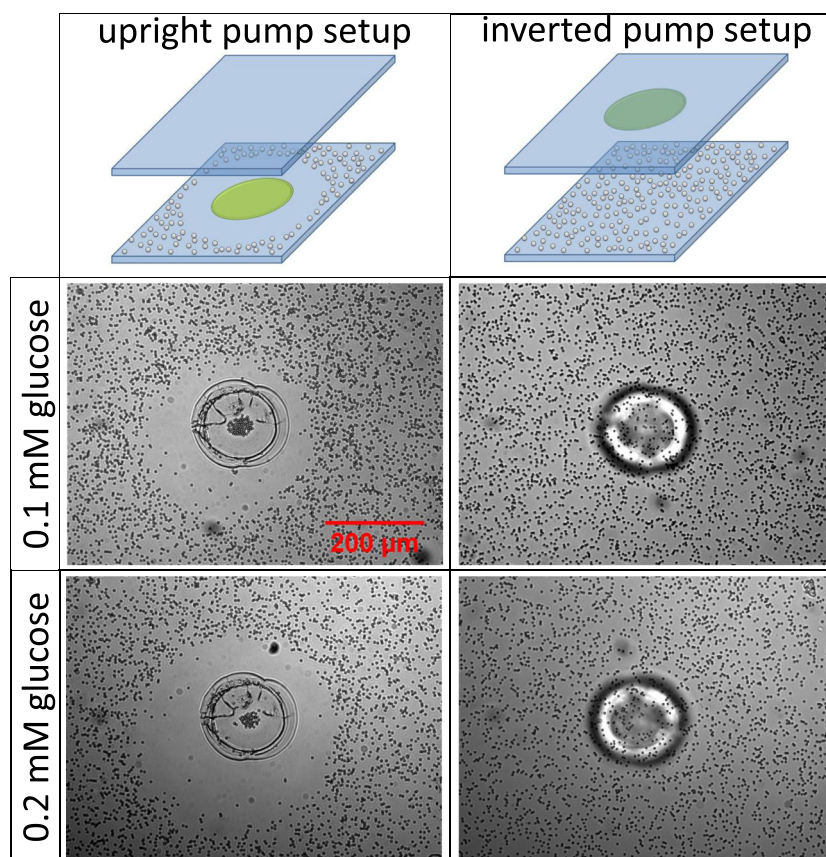 upright pump setup
inverted pump setup
0.1 mM glucose
200 μm
0.2 mM glucose